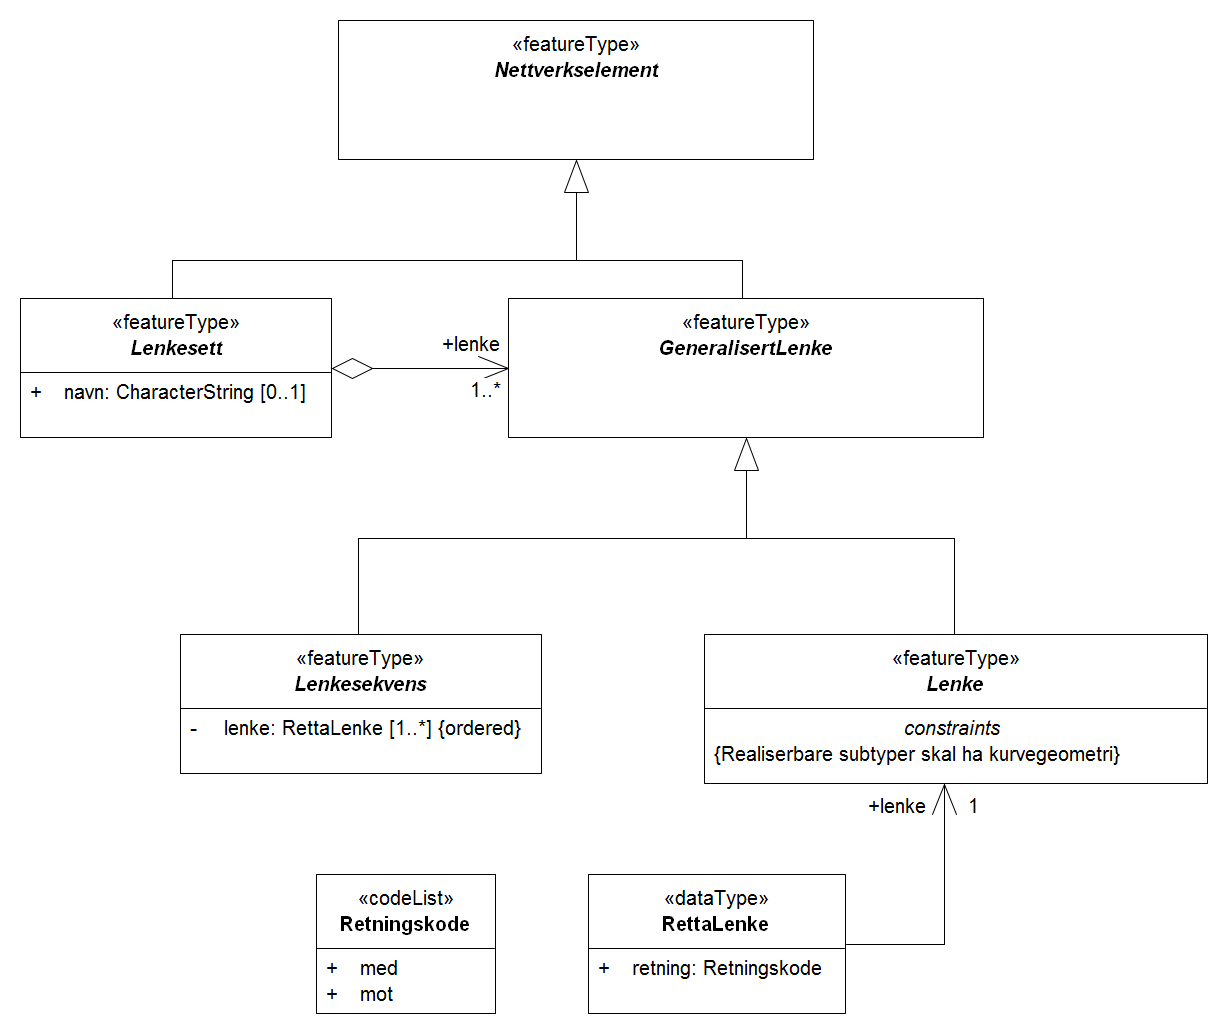 «featureType»
Nettverkselement
«featureType»
Lenkesett
+ navn: CharacterString [0..1]
+lenke
1..*
«featureType»
GeneralisertLenke
«featureType»
Lenkesekvens
- lenke: RettaLenke [1..*] {ordered}
«featureType»
Lenke
constraints
{Realiserbare subtyper skal ha kurvegeometri}
+lenke 1
«codeList»
Retningskode
+ med
+ mot
«dataType»
RettaLenke
+ retning: Retningskode